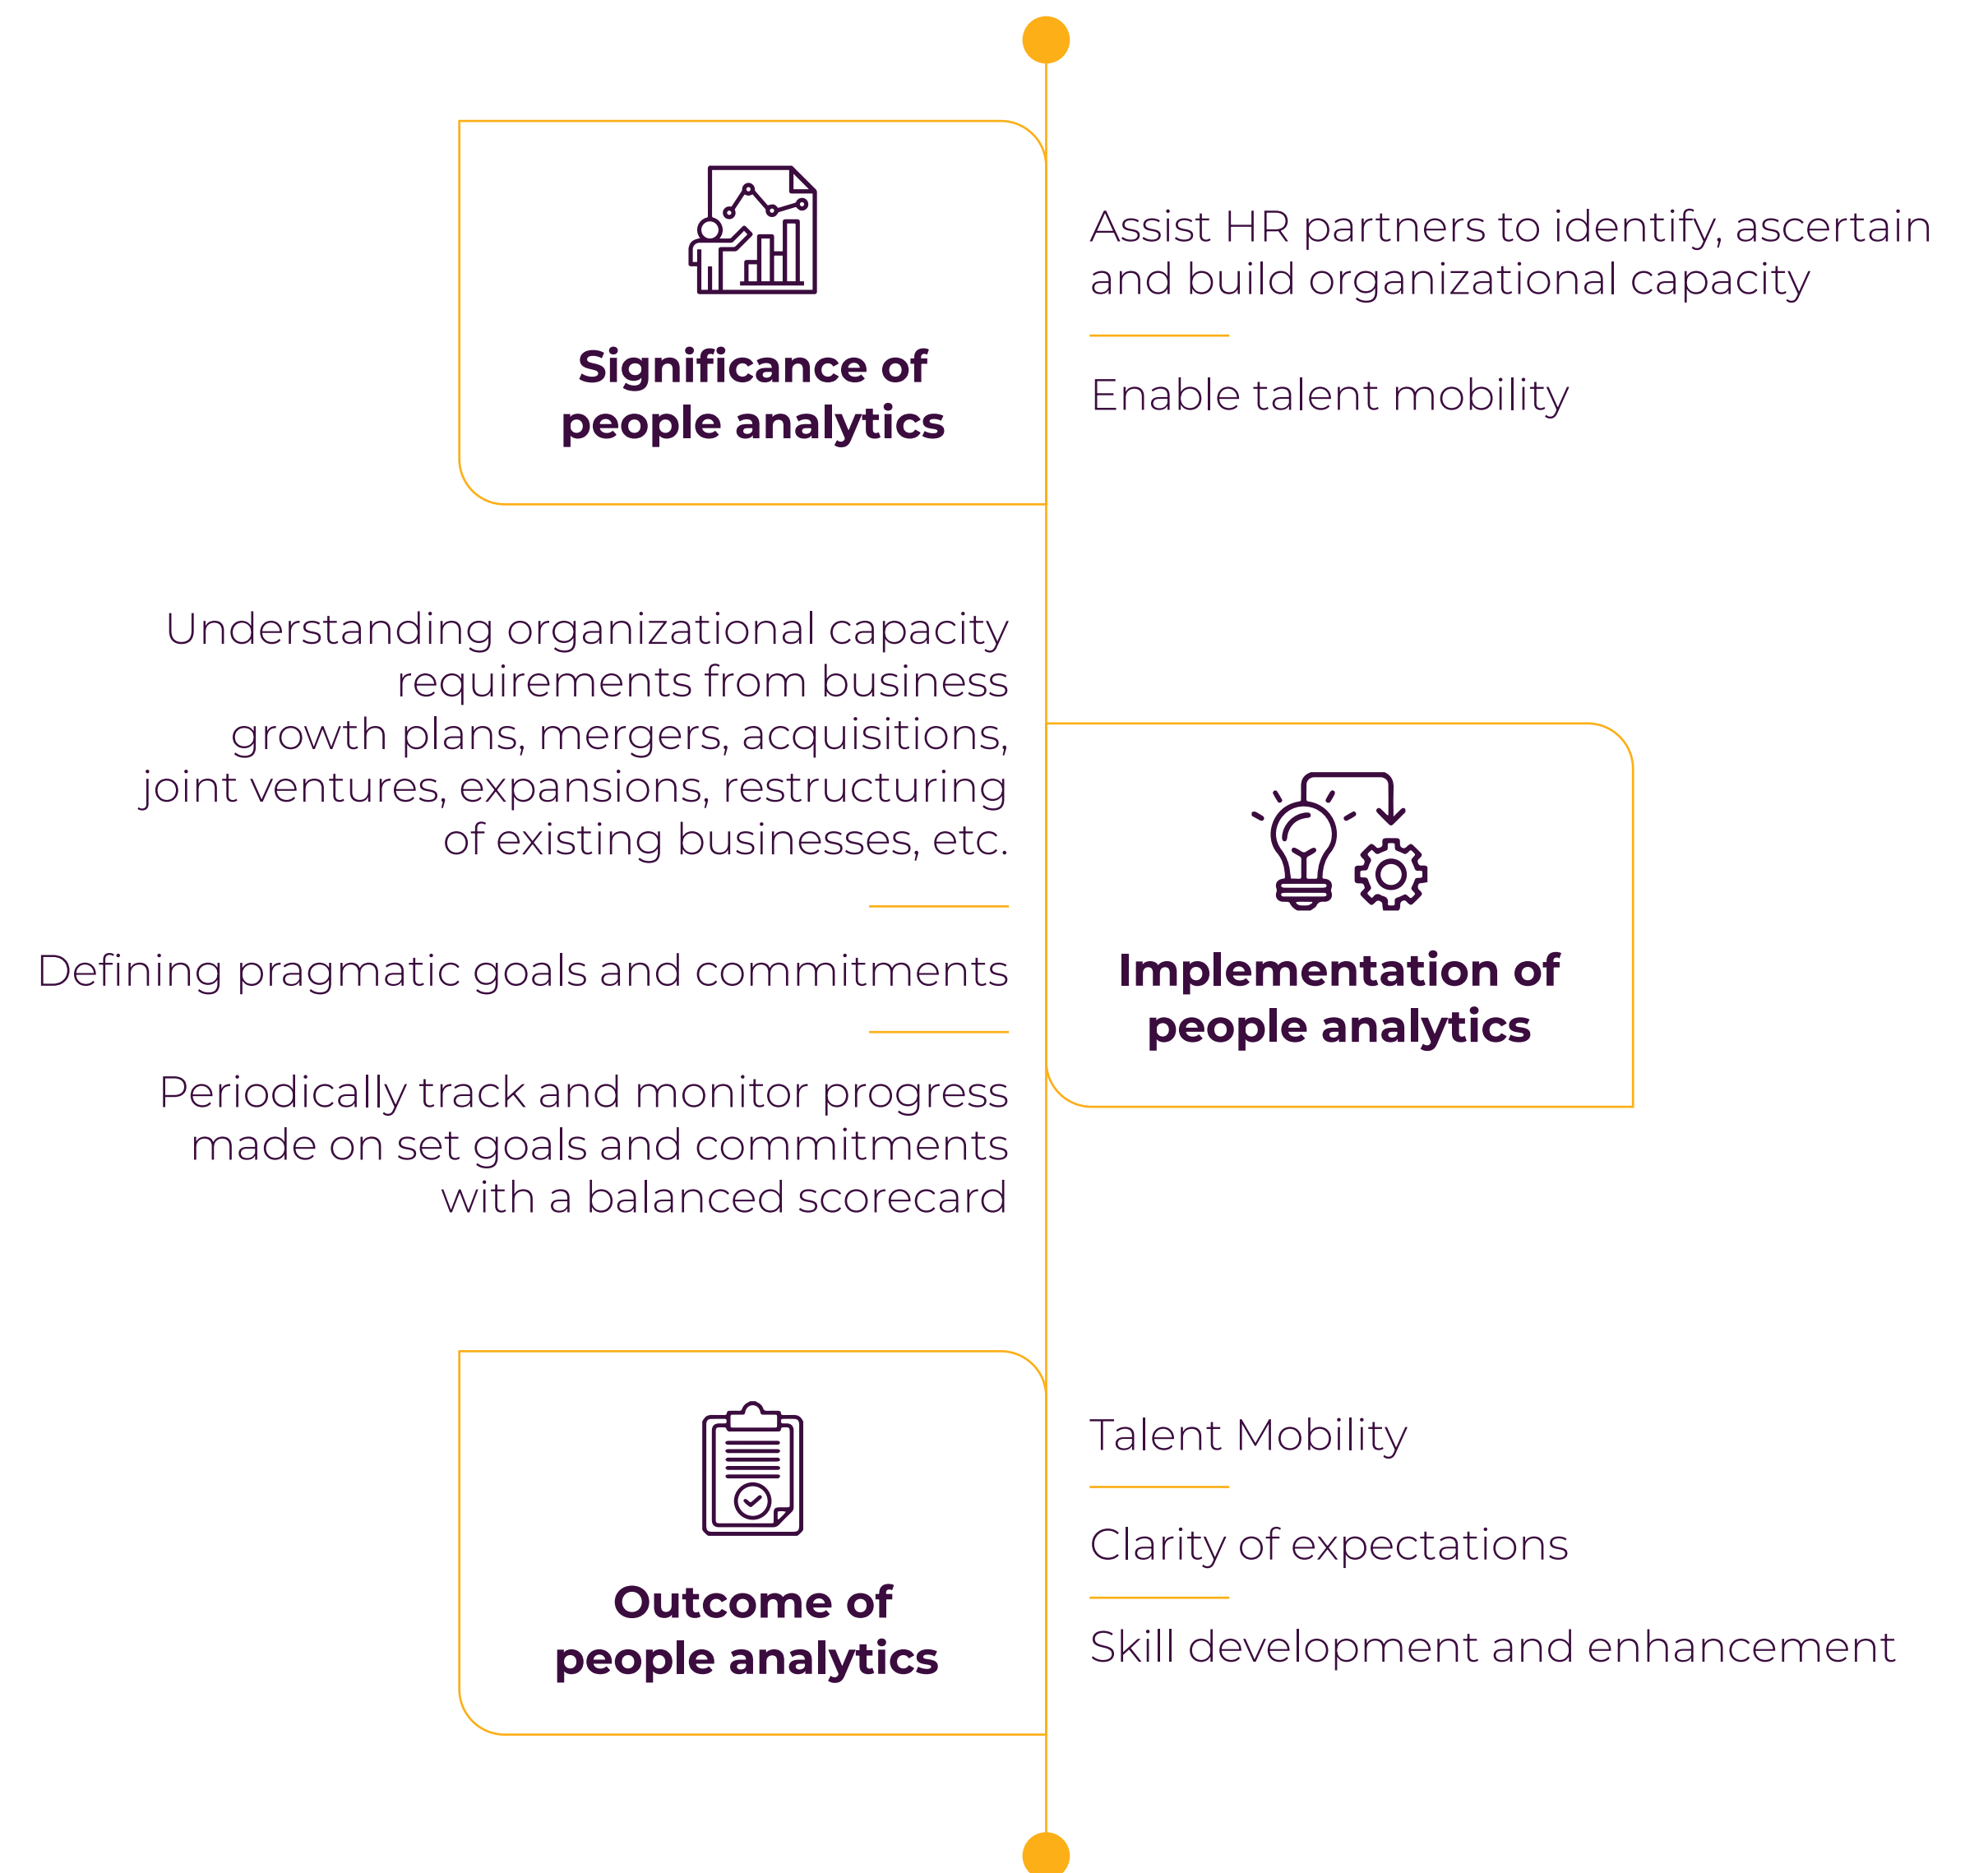 Significance of
people analytics
Assist HR partners to identify, ascertain
and build organizational capacity
Enable talent mobility
Implementation of
people analytics
Understanding organizational capacity
requirements from business
growth plans, mergers, acquisitions,
joint ventures, expansions, restructuring
of existing businesses, etc.
Defining pragmatic goals and commitments
Periodically track and monitor progress
made on set goals and commitments
with a balanced scorecard
Outcome of
people analytics
Talent Mobility
Clarity of expectations
Skill development and enhancement